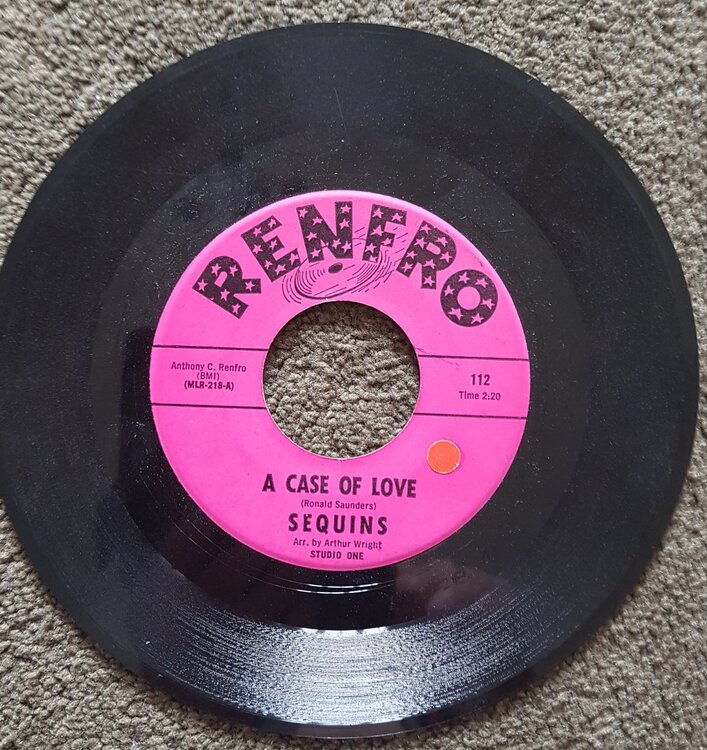 RENFRO
Anthony C. Renfro
(BMI)
(MLR-218-A)
112
Time 2:20
A CASE OF LOVE
(Ronald Saunders)
SEQUINS
Arr. by Arthur Wright
STUDIO ONE